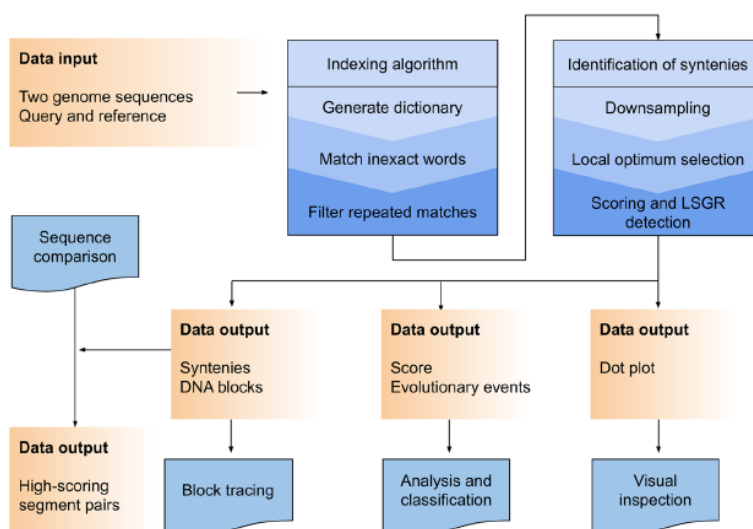 Data input
Two genome sequences
Query and reference
Indexing algorithm
Generate dictionary
Match inexact words
Filter repeated matches
Identification of syntenies
Downsampling
Local optimum selection
Scoring and LSGR
detection
Sequence
comparison
Data output
Syntenies
DNA blocks
Data output
Score
Evolutionary events
Data output
Dot plot
Data output
High-scoring
segment pairs
Block tracing
Analysis and
classification
Visual
inspection